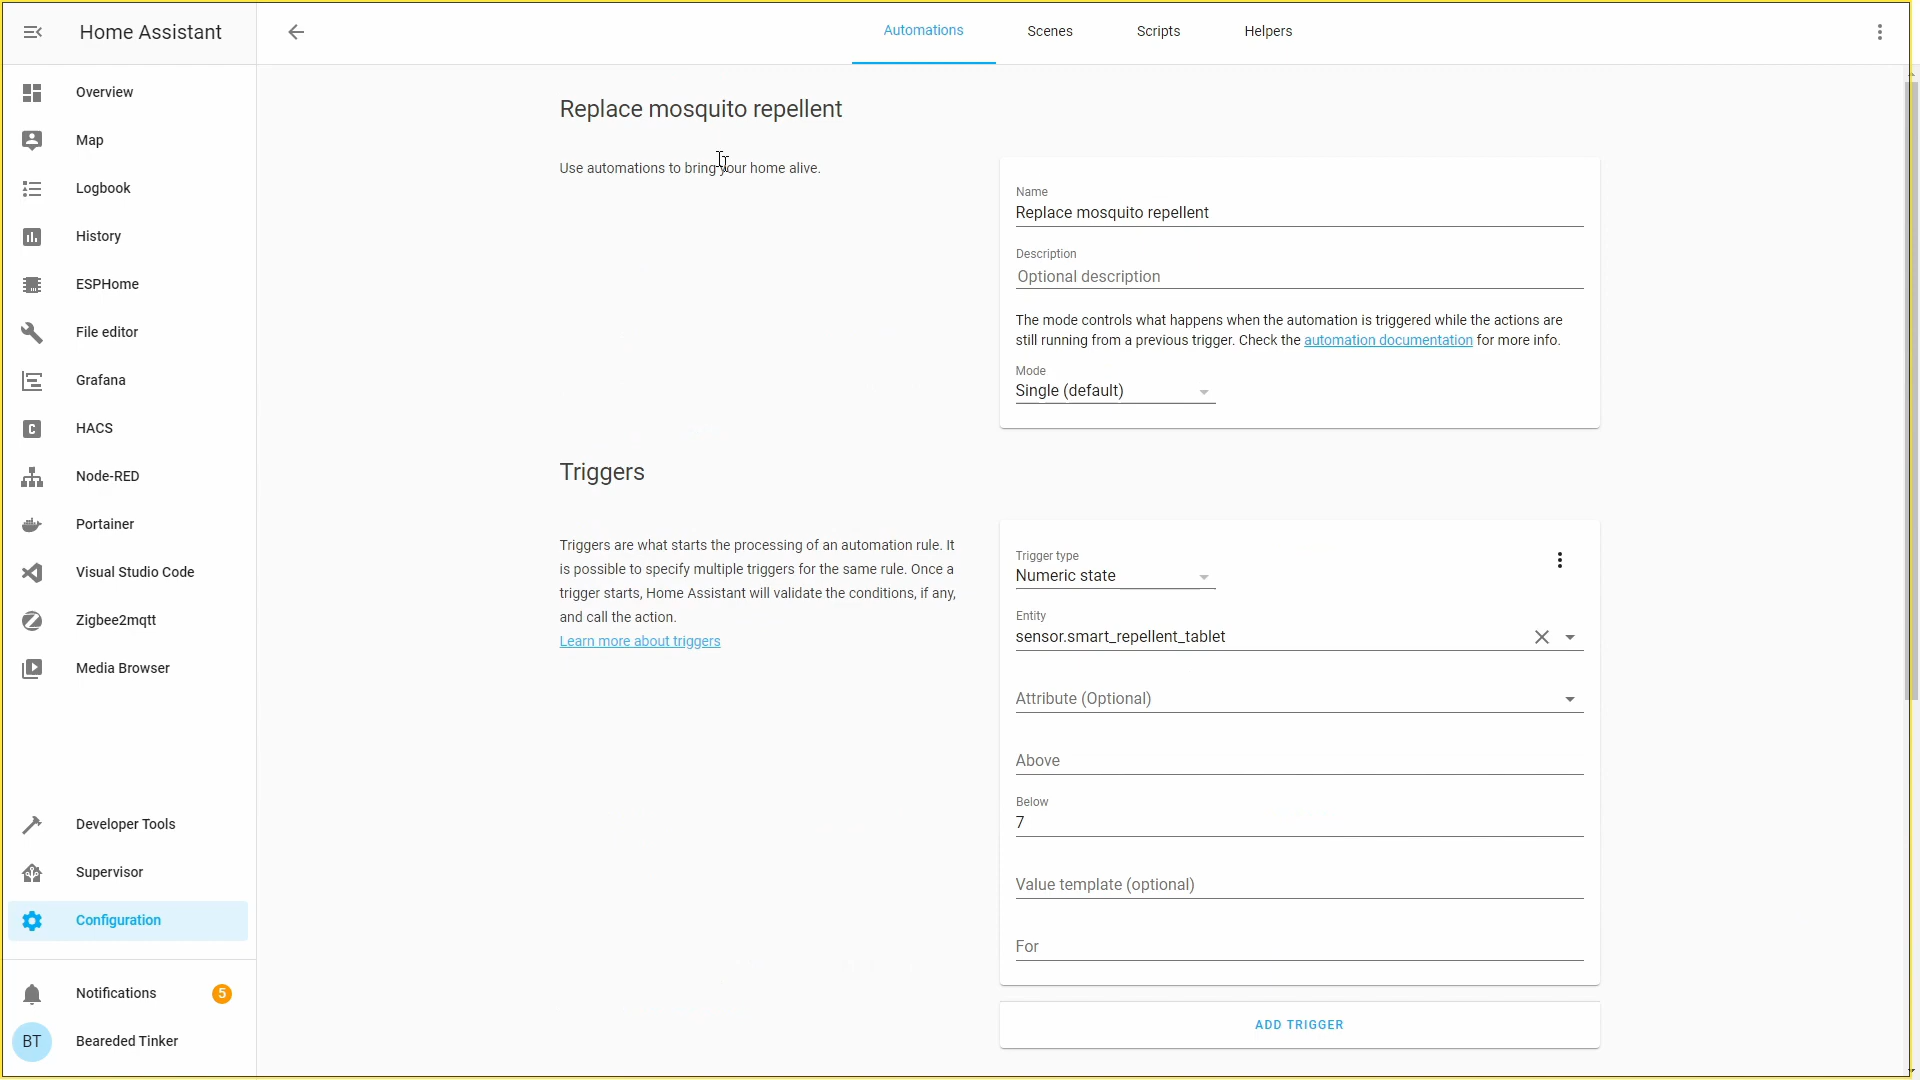 Home Assistant
Automations
Scenes
Scripts
Helpers
Overview
Map
Logbook
History
ESPHome
File editor
Grafana
C
HACS
Node-RED
Portainer
Visual Studio Code
Zigbee2mqtt
Media Browser
Developer Tools
Supervisor
Configuration
Notifications
5
BT
Bearded Tinker
Replace mosquito repellent
Use automations to bring your home alive.
Name
Replace mosquito repellent
Description
Optional description
The mode controls what happens when the automation is triggered while the actions are
still running from a previous trigger. Check the automation documentation for more info.
Mode
Single (default)
Triggers
Triggers are what starts the processing of an automation rule. It
is possible to specify multiple triggers for the same rule. Once a
trigger starts, Home Assistant will validate the conditions, if any,
and call the action.
Learn more about triggers
Trigger type
Numeric state
Entity
sensor.smart_repellent_tablet
Attribute (Optional)
Above
Below
7
Value template (optional)
For
ADD TRIGGER